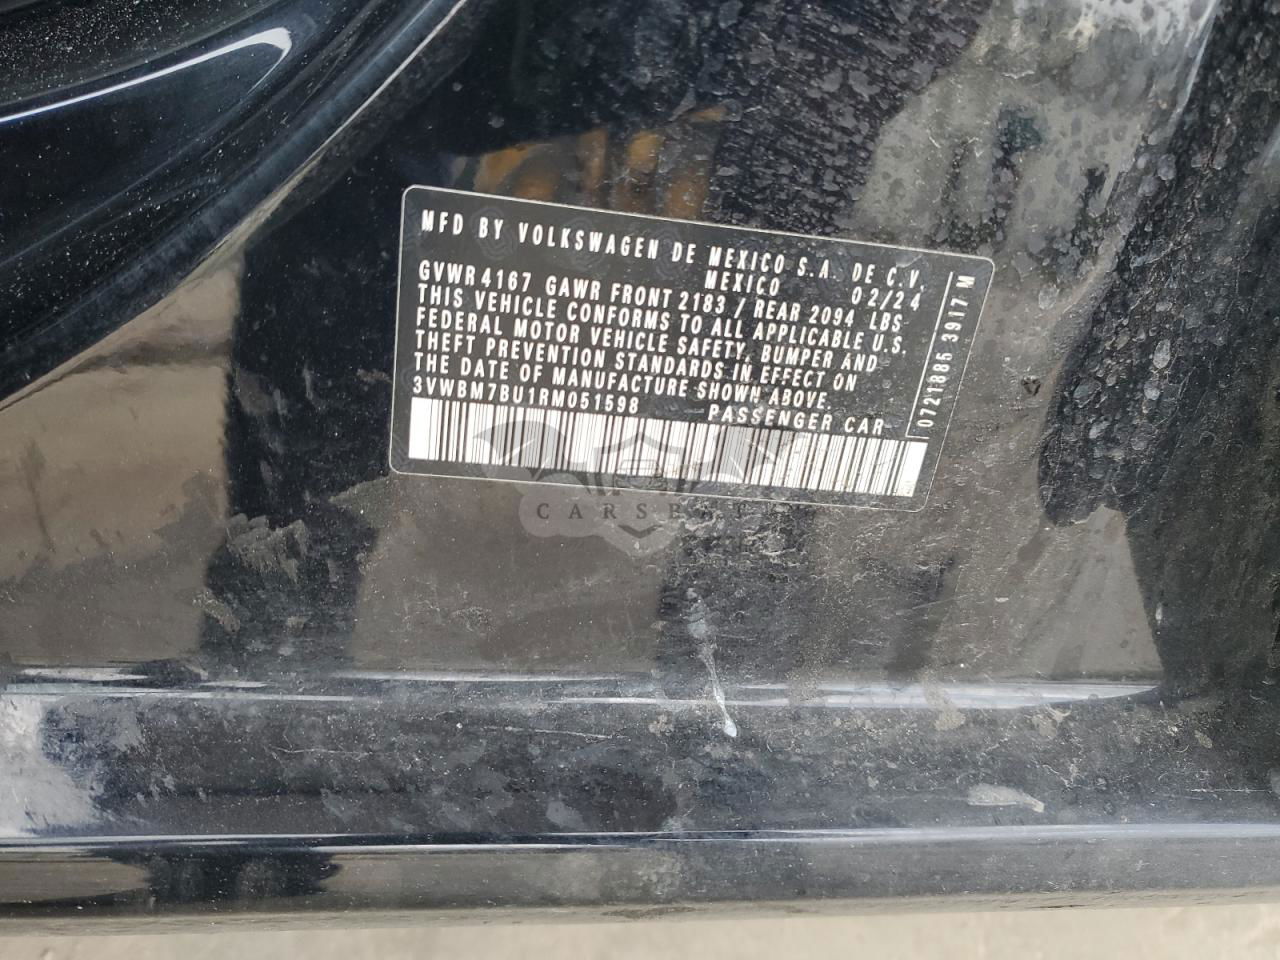 MFD BY VOLKSWAGEN DE MEXICO S.A. DE C.V.
MEXICO 02/24
GVWR 4167 GAWR FRONT 2183 / REAR 2094 LBS
THIS VEHICLE CONFORMS TO ALL APPLICABLE U.S.
FEDERAL MOTOR VEHICLE SAFETY, BUMPER AND
THEFT PREVENTION STANDARDS IN EFFECT ON
THE DATE OF MANUFACTURE SHOWN ABOVE.
3VWBM7BU1RM051598 PASSENGER CAR
0721885 3917 M